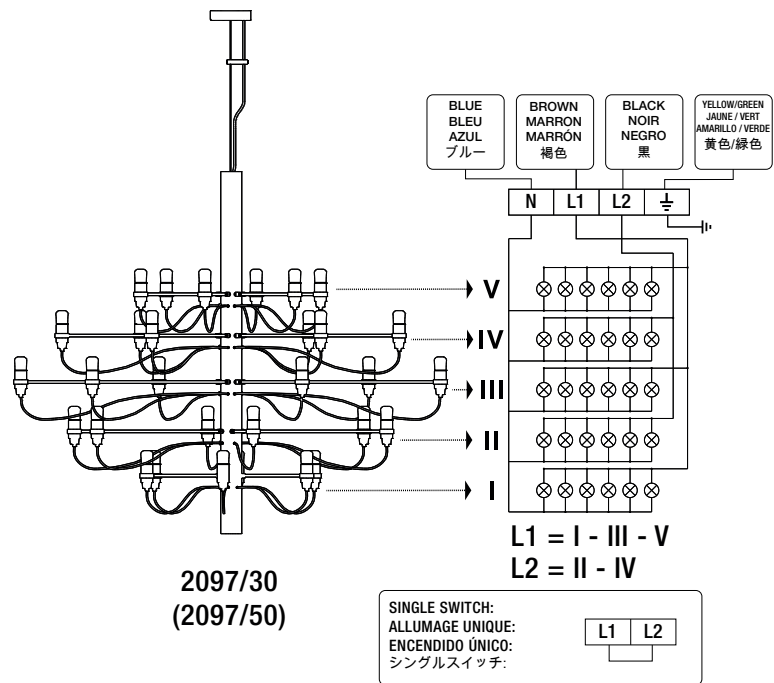 BLUE
BLEU
AZUL
ブルー
BROWN
MARRON
MARRÓN
褐色
BLACK
NOIR
NEGRO
黒
YELLOW/GREEN
JAUNE / VERT
AMARILLO / VERDE
黄色/緑色
N L1 L2
V
IV
III
II
I
L1 = I - III - V
L2 = II - IV
2097/30
(2097/50)
SINGLE SWITCH:
ALLUMAGE UNIQUE:
ENCENDIDO ÚNICO:
シングルスイッチ:
L1 L2